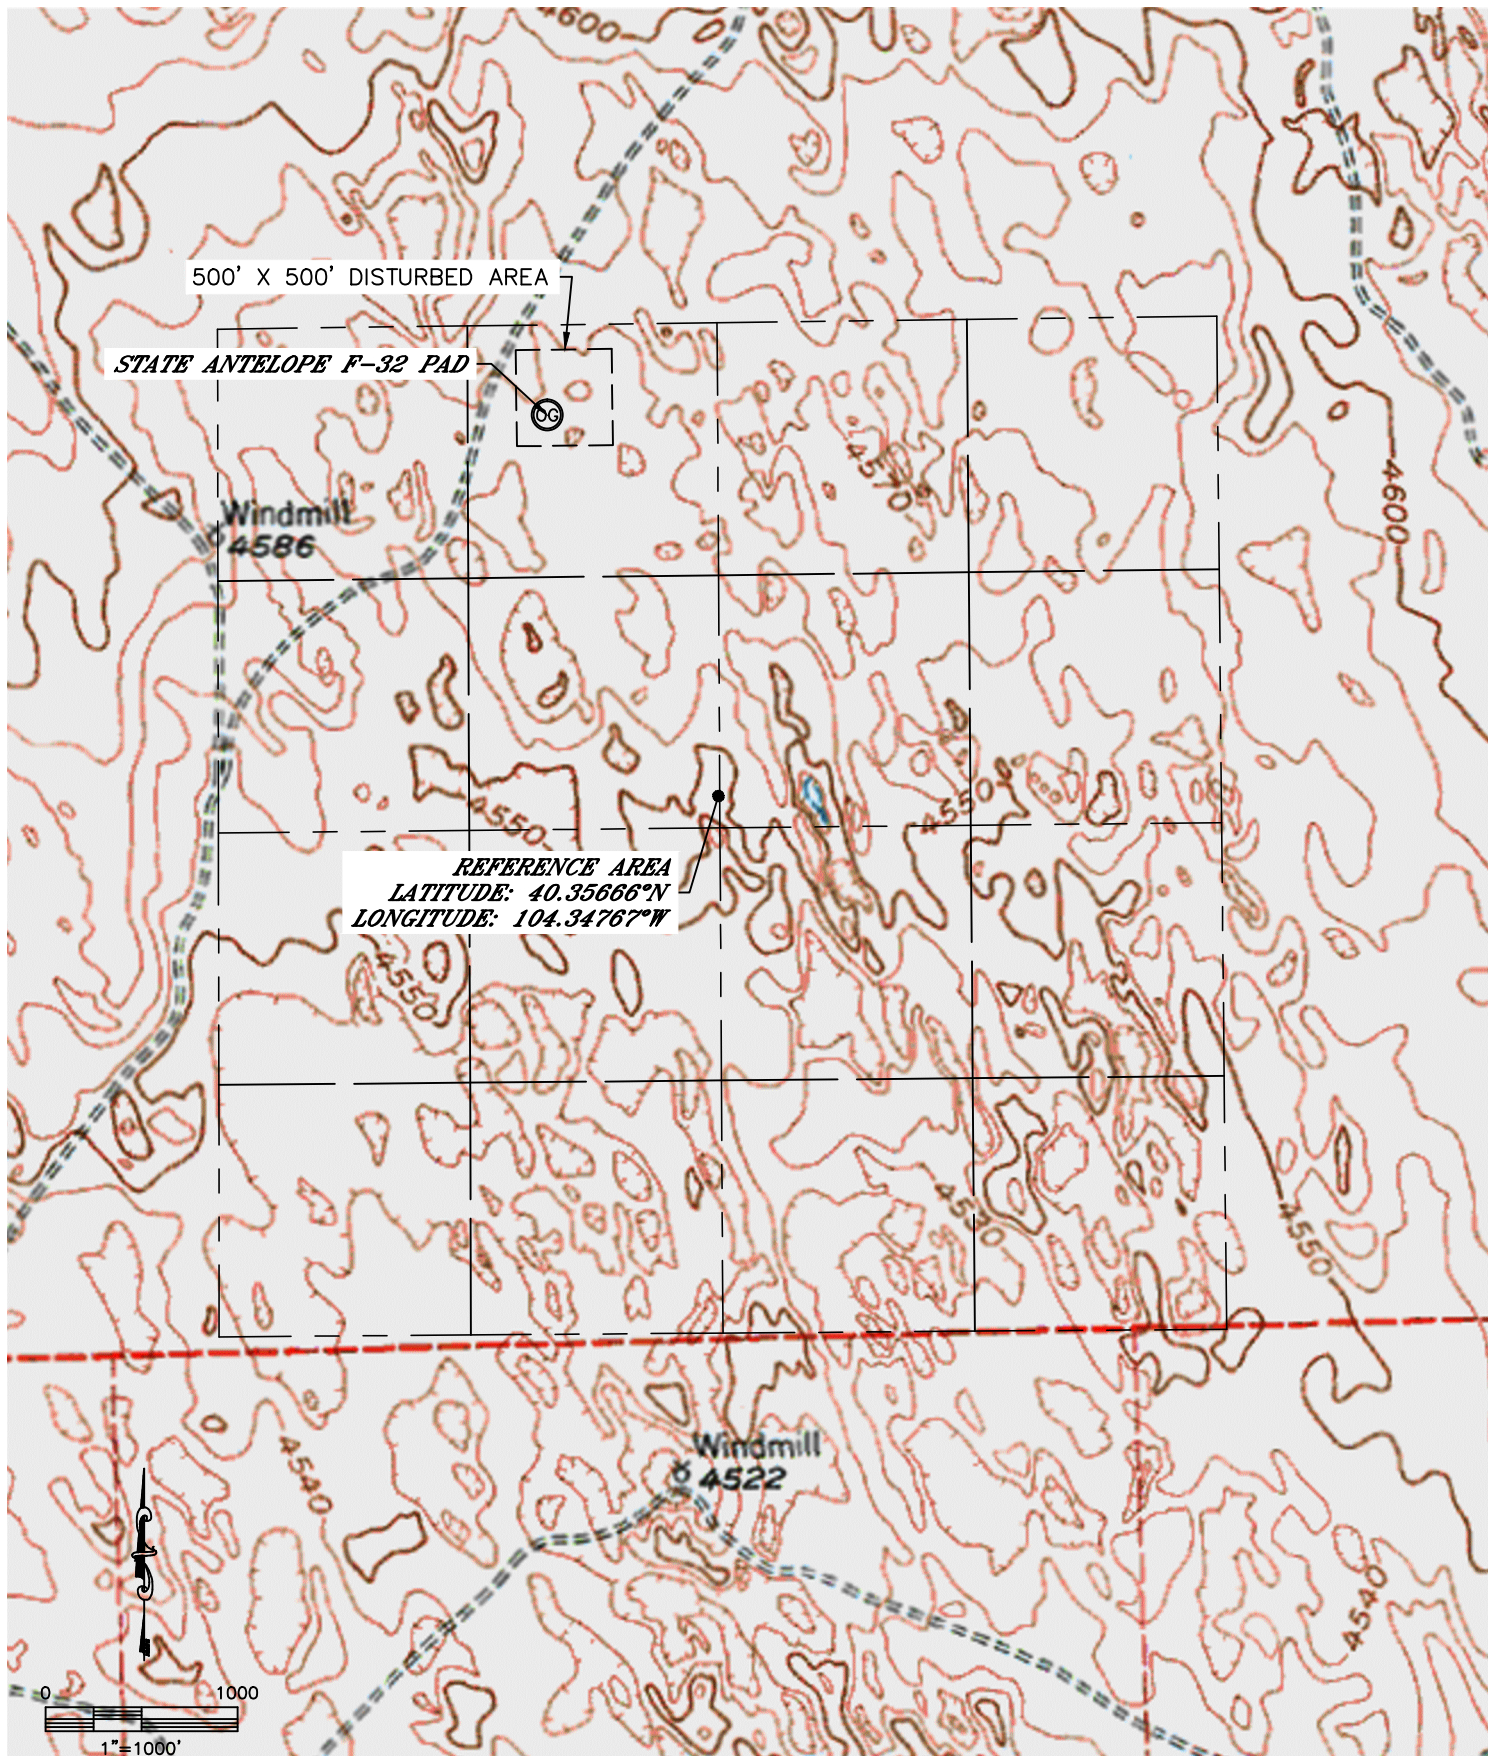 4600
500' X 500' DISTURBED AREA
STATE ANTELOPE F-32 PAD
OG
4570
4600
Windmill
4586
4550
4550
REFERENCE AREA
LATITUDE: 40.35666°N
LONGITUDE: 104.34767°W
4550
4530
4550
Windmill
4522
4540
4540
0 1000
1"=1000'